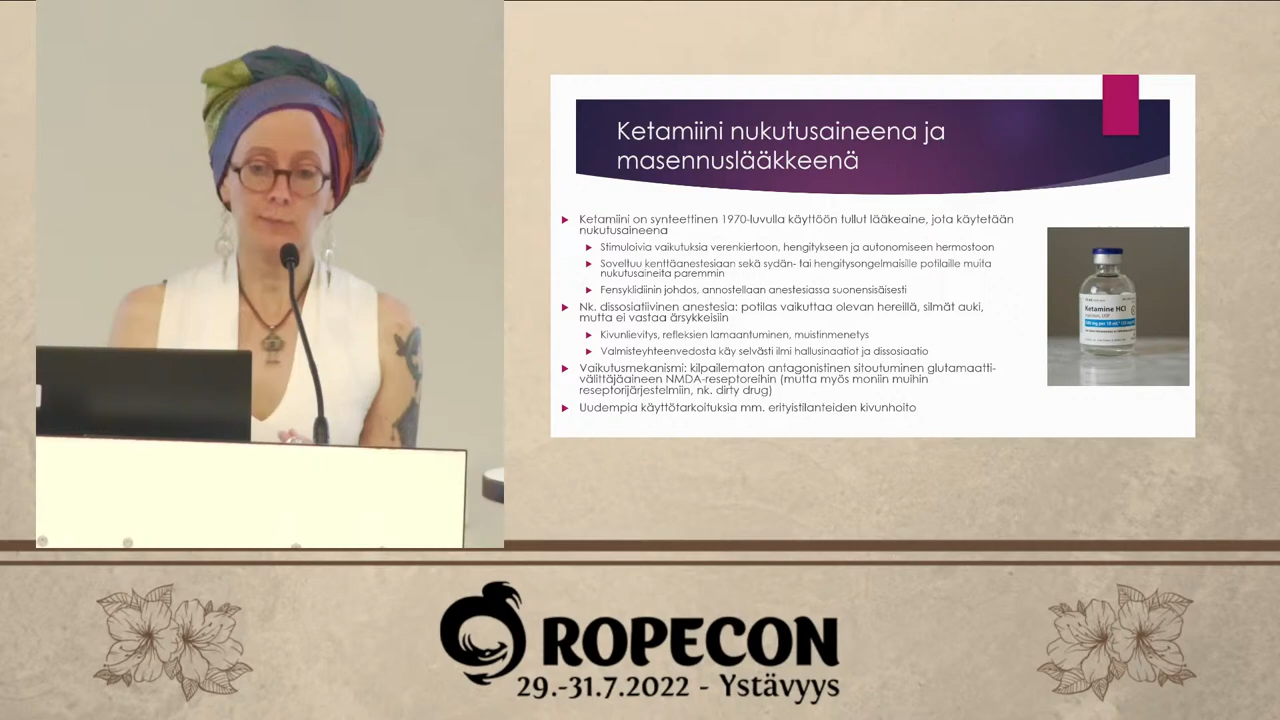 Ketamiini nukutusaineena ja
masennuslääkkeenä
Ketamiini on synteettinen 1970-luvulla käyttöön tullut lääkeaine, jota käytetään
nukutusaineena
Stimuloivia vaikutuksia verenkiertoon, hengitykseen ja autonomiseen hermostoon
Soveltuu kenttäanestesiaan sekä sydän- tai hengitysongelmaisille potilaille muita
nukutusaineita paremmin
Fensyklidiinin johdos, annostellaan anestesiassa suonensisäisesti
Nk. dissosiatiivinen anestesia: potilas vaikuttaa olevan hereillä, silmät auki,
mutta ei vastaa ärsykkeisiin
Kivunlievitys, refleksien lamaantuminen, muistinmenetys
Valmisteyhteenvedosta käy selvästi ilmi hallusinaatiot ja dissosiaatio
Vaikutusmekanismi: kilpailematon antagonistinen sitoutuminen glutamaatti-
välittäjäaineen NMDA-reseptoreihin (mutta myös moniin muihin
reseptorijärjestelmiin, nk. dirty drug)
Uudempia käyttötarkoituksia mm. erityistilanteiden kivunhoito
Ketamine HCl
ROPECON
29.-31.7.2022 - Ystävyys